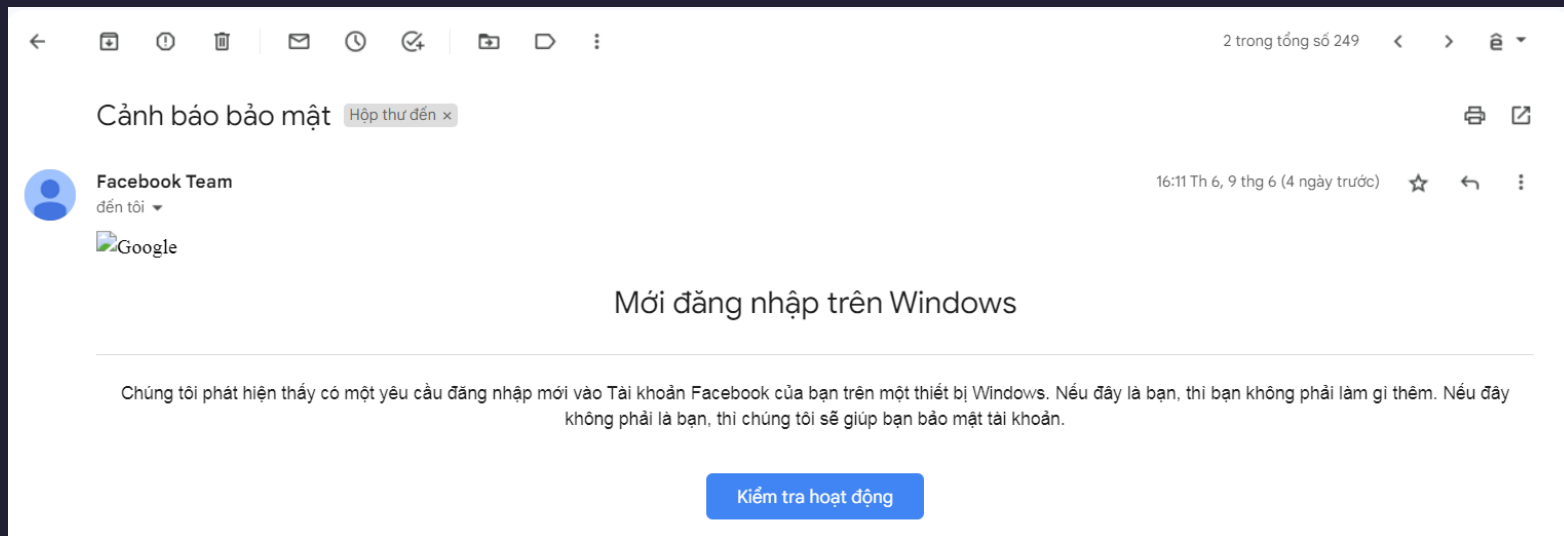 2 trong tổng số 249
ê
Cảnh báo bảo mật Hộp thư đến ×
Facebook Team 16:11 Th 6, 9 thg 6 (4 ngày trước)
đến tôi
Google
Mới đăng nhập trên Windows
Chúng tôi phát hiện thấy có một yêu cầu đăng nhập mới vào Tài khoản Facebook của bạn trên một thiết bị Windows. Nếu đây là bạn, thì bạn không phải làm gì thêm. Nếu đây
không phải là bạn, thì chúng tôi sẽ giúp bạn bảo mật tài khoản.
Kiểm tra hoạt động